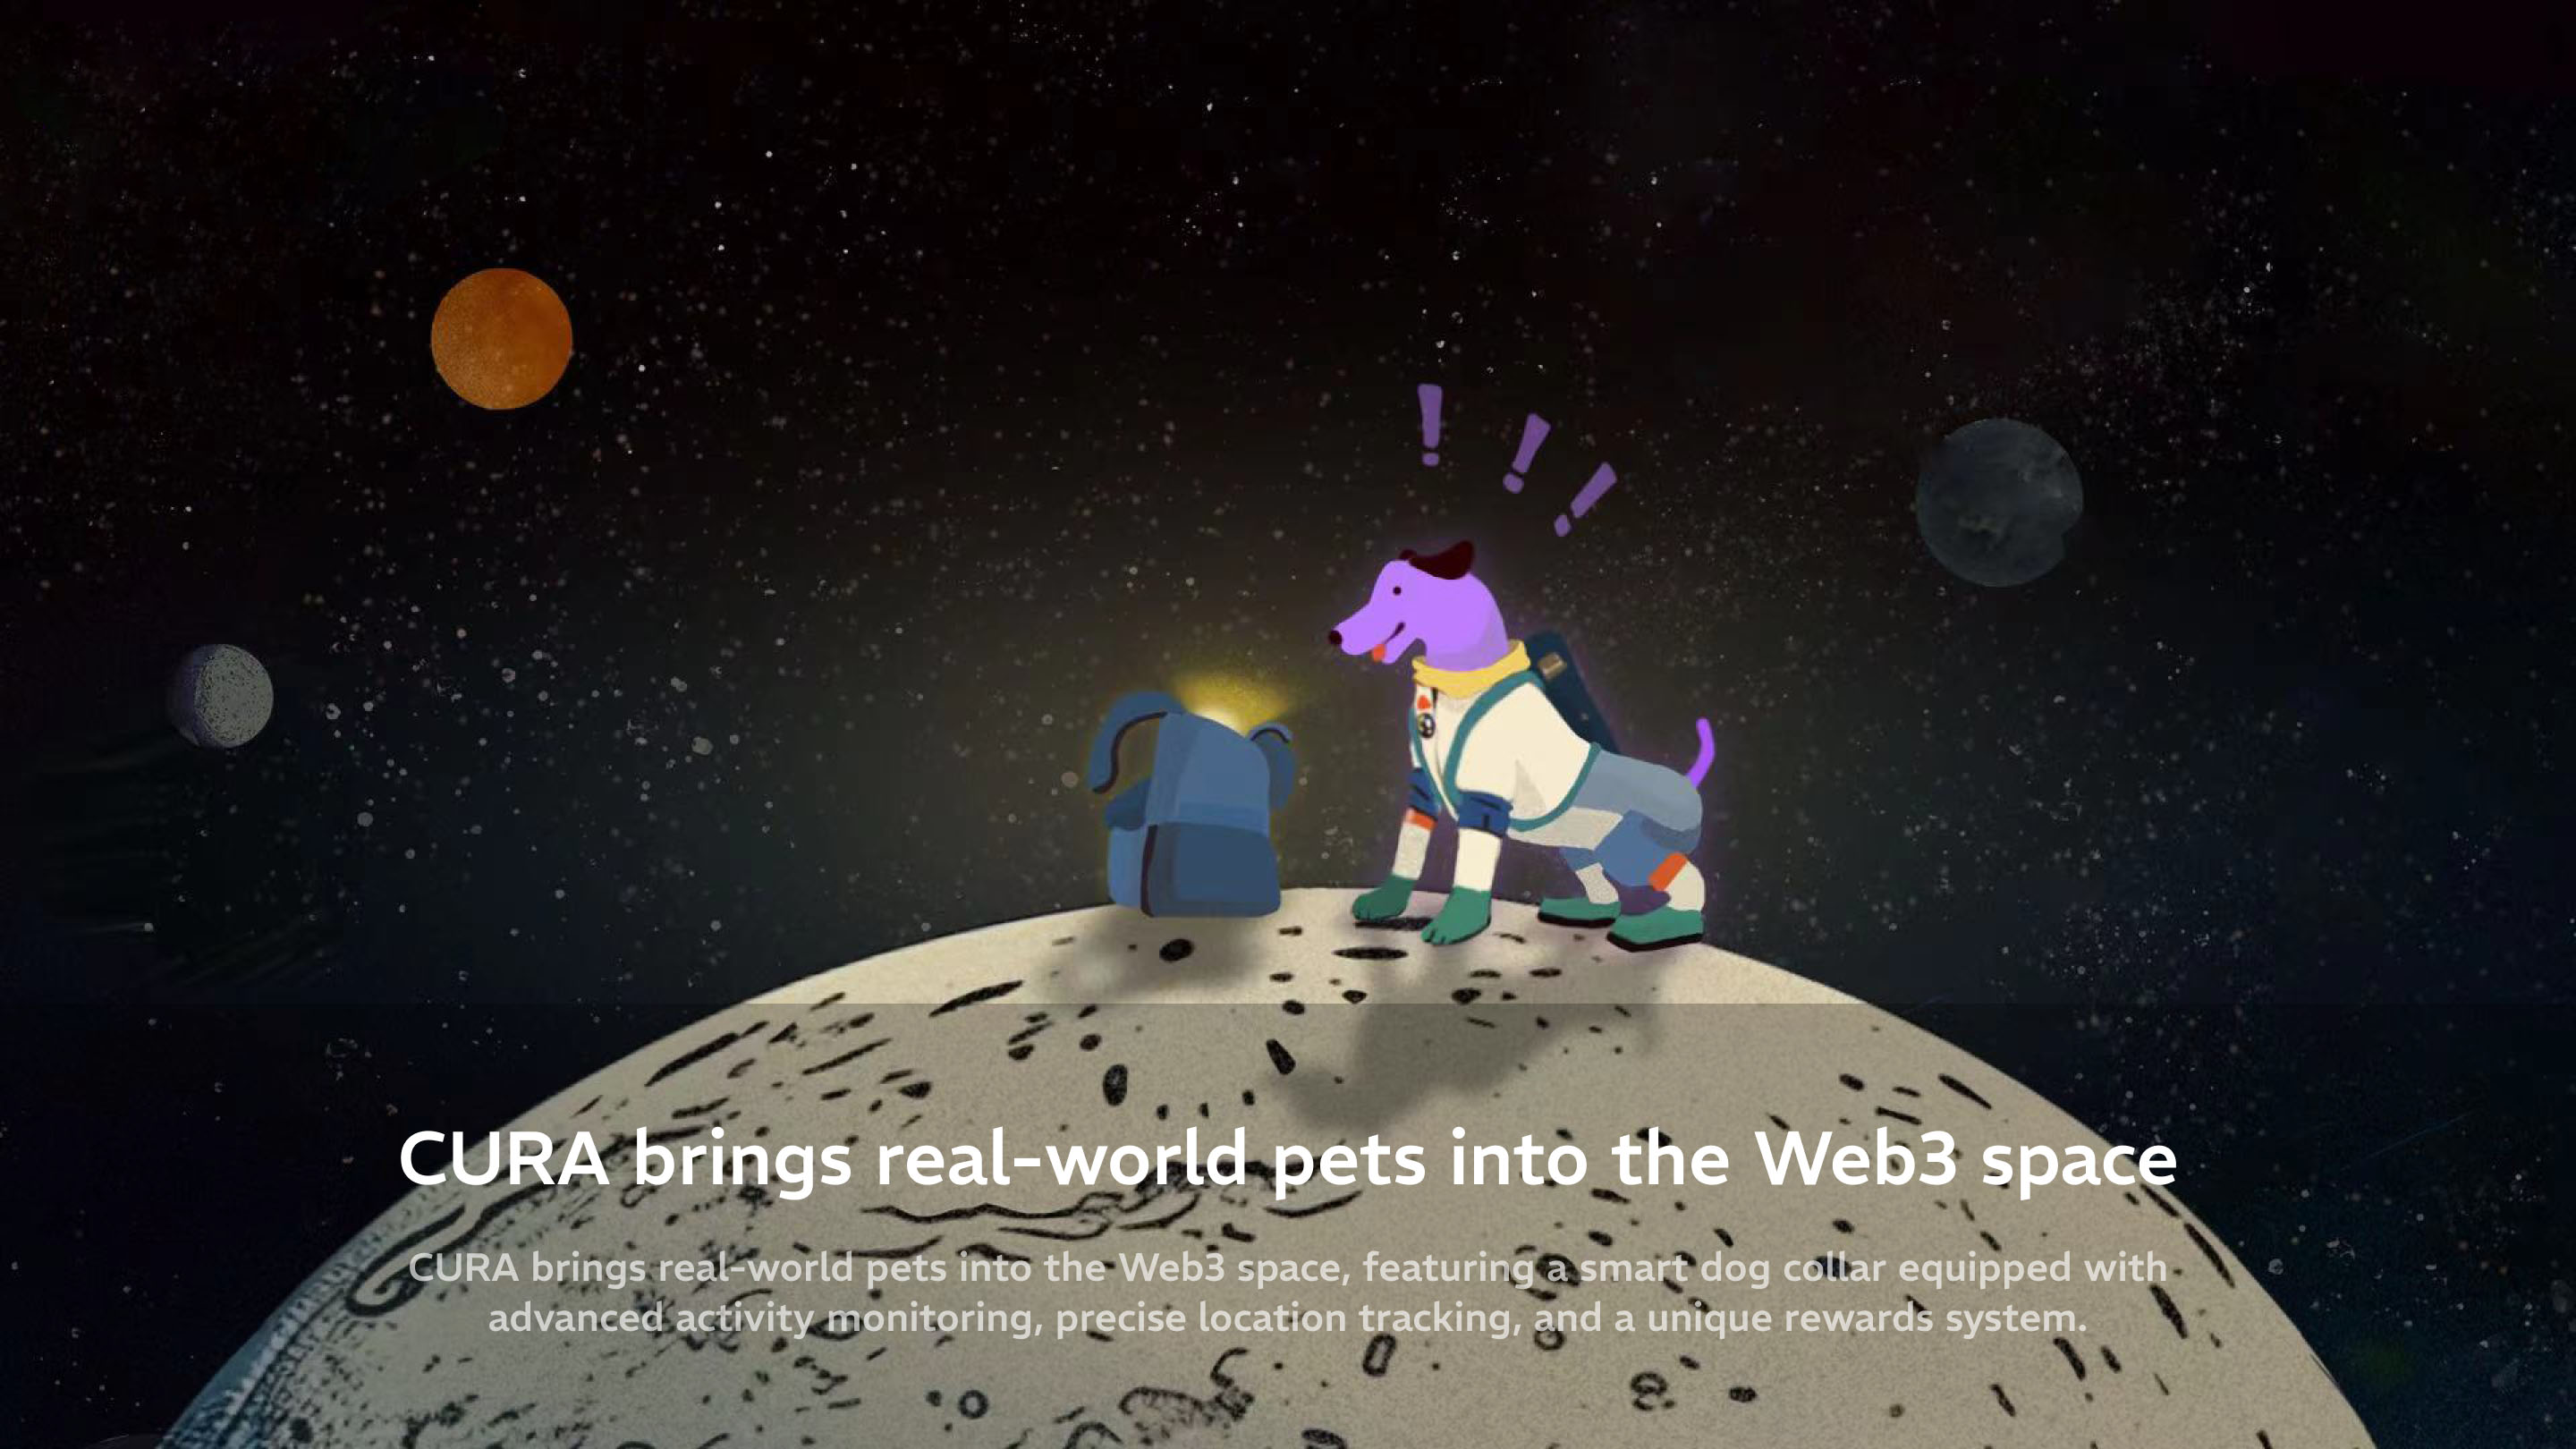 CURA brings real-world pets into the Web3 space
CURA brings real-world pets into the Web3 space, featuring a smart dog collar equipped with
advanced activity monitoring, precise location tracking, and a unique rewards system.